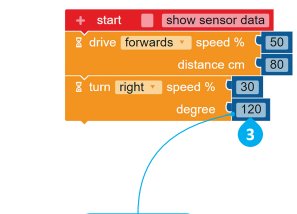 + start show sensor data
drive forwards speed % 50
distance cm 80
turn right speed % 30
degree 120
3